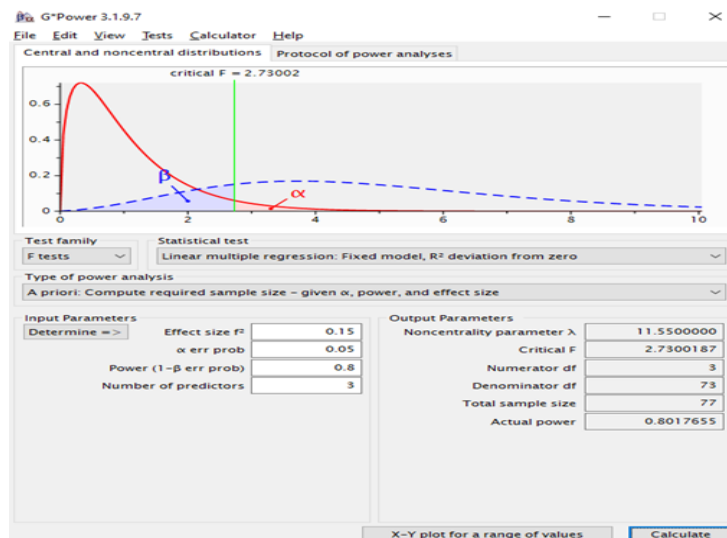 βα G*Power 3.1.9.7
File Edit View Tests Calculator Help
Central and noncentral distributions Protocol of power analyses
critical F = 2.73002
0.6
0.4
0.2
0
β
α
0 2 4 6 8 10
Test family Statistical test
F tests Linear multiple regression: Fixed model, R² deviation from zero
Type of power analysis
A priori: Compute required sample size – given α, power, and effect size
Input Parameters Output Parameters
Determine => Effect size f² 0.15 Noncentrality parameter λ 11.5500000
α err prob 0.05 Critical F 2.7300187
Power (1-β err prob) 0.8 Numerator df 3
Number of predictors 3 Denominator df 73
Total sample size 77
Actual power 0.8017655
X-Y plot for a range of values Calculate